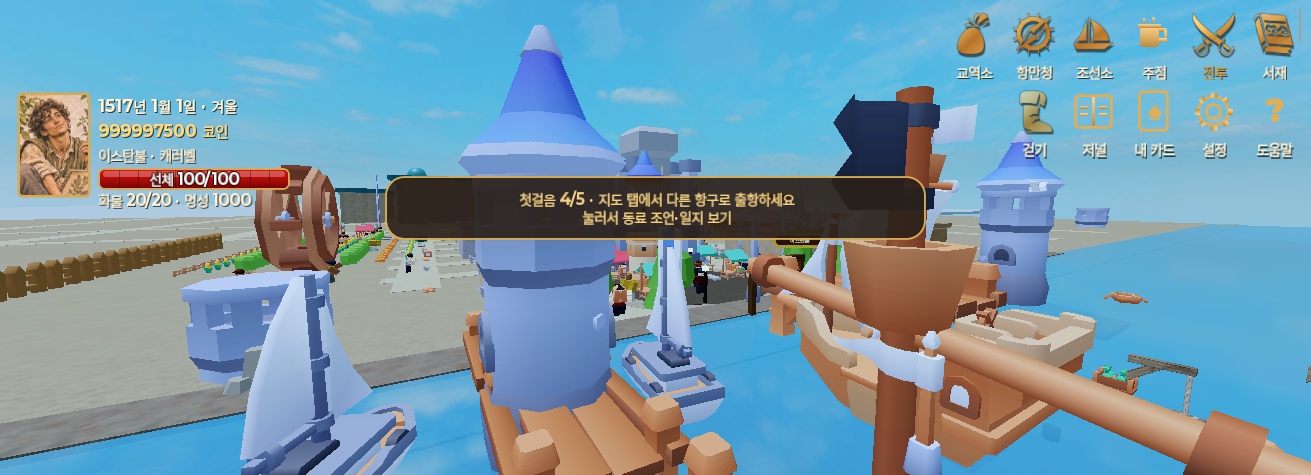 1517년 1월 1일 · 겨울
999997500 코인
이스탄불 · 캐러벨
선체 100/100
화물 20/20 · 명성 1000
첫걸음 4/5 · 지도 탭에서 다른 항구로 출항하세요
눌러서 동료 조언·일지 보기
교역소 항만청 조선소 주점 전투 서재
걷기 저널 내 카드 설정 도움말